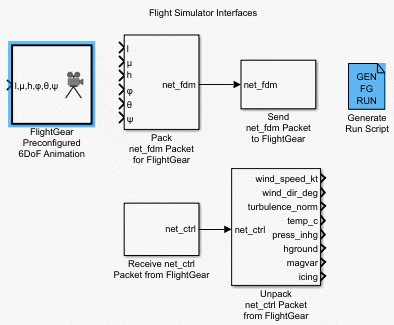 Flight Simulator Interfaces
l,μ,h,φ,θ,ψ
FlightGear
Preconfigured
6DoF Animation
l
μ
h
φ
θ
ψ
net_fdm
Pack
net_fdm Packet
for FlightGear
net_fdm
Send
net_fdm Packet
to FlightGear
GEN
FG
RUN
Generate
Run Script
net_ctrl
Receive net_ctrl
Packet from FlightGear
net_ctrl
wind_speed_kt
wind_dir_deg
turbulence_norm
temp_c
press_inhg
hground
magvar
icing
Unpack
net_ctrl Packet
from FlightGear